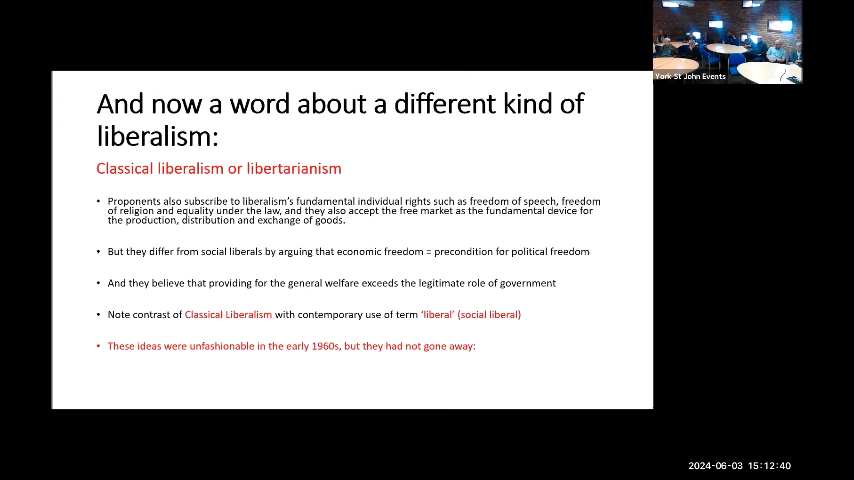 York St John Events
And now a word about a different kind of
liberalism:
Classical liberalism or libertarianism
• Proponents also subscribe to liberalism's fundamental individual rights such as freedom of speech, freedom
of religion and equality under the law, and they also accept the free market as the fundamental device for
the production, distribution and exchange of goods.
• But they differ from social liberals by arguing that economic freedom = precondition for political freedom
• And they believe that providing for the general welfare exceeds the legitimate role of government
• Note contrast of Classical Liberalism with contemporary use of term 'liberal' (social liberal)
• These ideas were unfashionable in the early 1960s, but they had not gone away:
2024-06-03 15:12:40